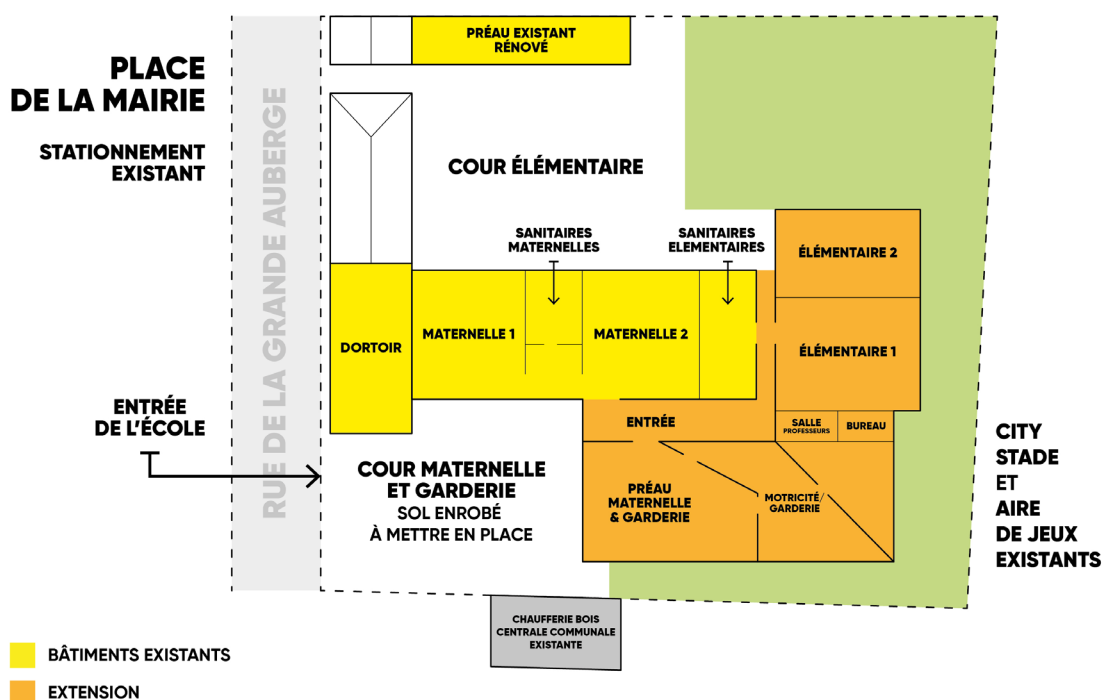 PRÉAU EXISTANT
RÉNOVÉ
PLACE
DE LA MAIRIE
STATIONNEMENT
EXISTANT
RUE DE LA GRANDE AUBERGE
COUR ÉLÉMENTAIRE
SANITAIRES
MATERNELLES
SANITAIRES
ELEMENTAIRES
ÉLÉMENTAIRE 2
DORTOIR
MATERNELLE 1
MATERNELLE 2
ÉLÉMENTAIRE 1
ENTRÉE
DE L'ÉCOLE
ENTRÉE
SALLE
PROFESSEURS
BUREAU
COUR MATERNELLE
ET GARDERIE
SOL ENROBÉ
À METTRE EN PLACE
PRÉAU
MATERNELLE
& GARDERIE
MOTRICITÉ/
GARDERIE
CITY
STADE
ET
AIRE
DE JEUX
EXISTANTS
CHAUFFERIE BOIS
CENTRALE COMMUNALE
EXISTANTE
BÂTIMENTS EXISTANTS
EXTENSION